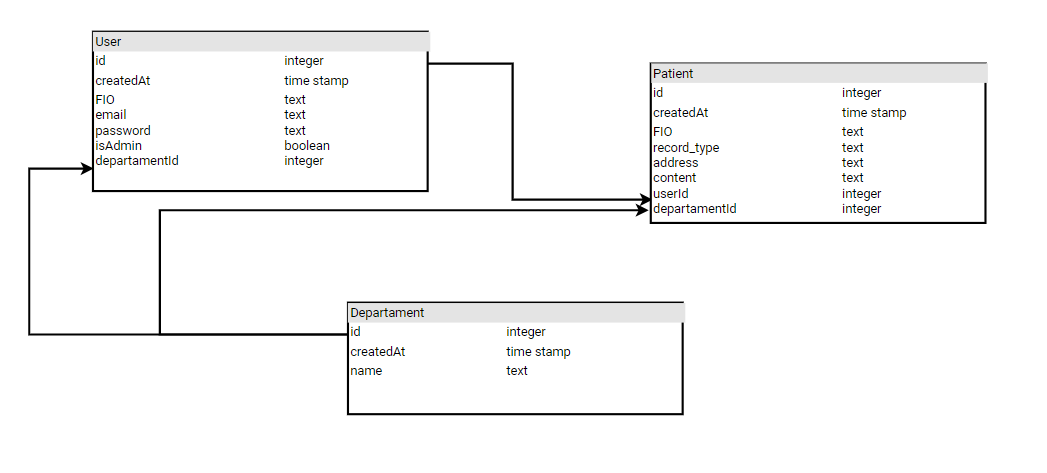 User
id integer
createdAt time stamp
FIO text
email text
password text
isAdmin boolean
departamentId integer
Patient
id integer
createdAt time stamp
FIO text
record_type text
address text
content text
userId integer
departamentId integer
Departament
id integer
createdAt time stamp
name text